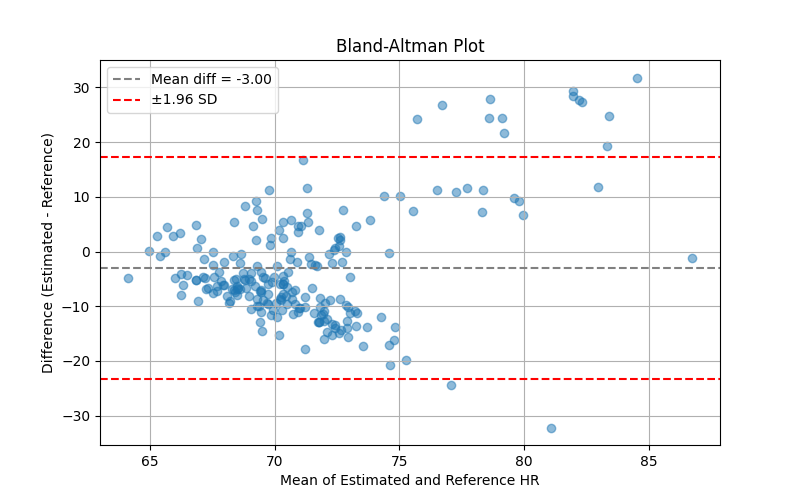 Bland-Altman Plot
Mean diff = -3.00
±1.96 SD
Difference (Estimated - Reference)
30
20
10
0
−10
−20
−30
65 70 75 80 85
Mean of Estimated and Reference HR